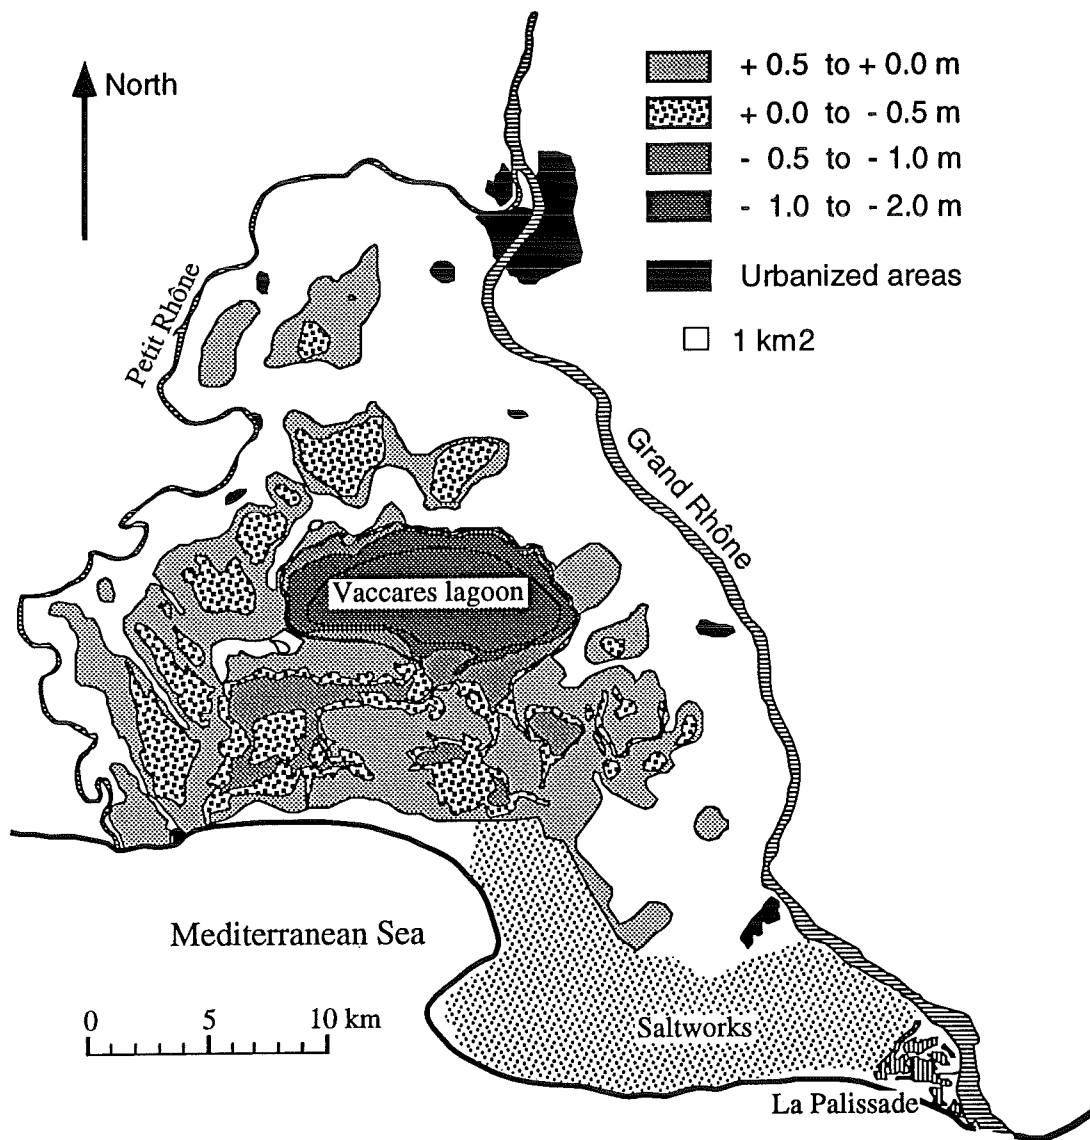 North
+ 0.5 to + 0.0 m
+ 0.0 to - 0.5 m
- 0.5 to - 1.0 m
- 1.0 to - 2.0 m
Urbanized areas
1 km2
Petit Rhône
Grand Rhône
Vaccares lagoon
Mediterranean Sea
0 5 10 km
Saltworks
La Palissade